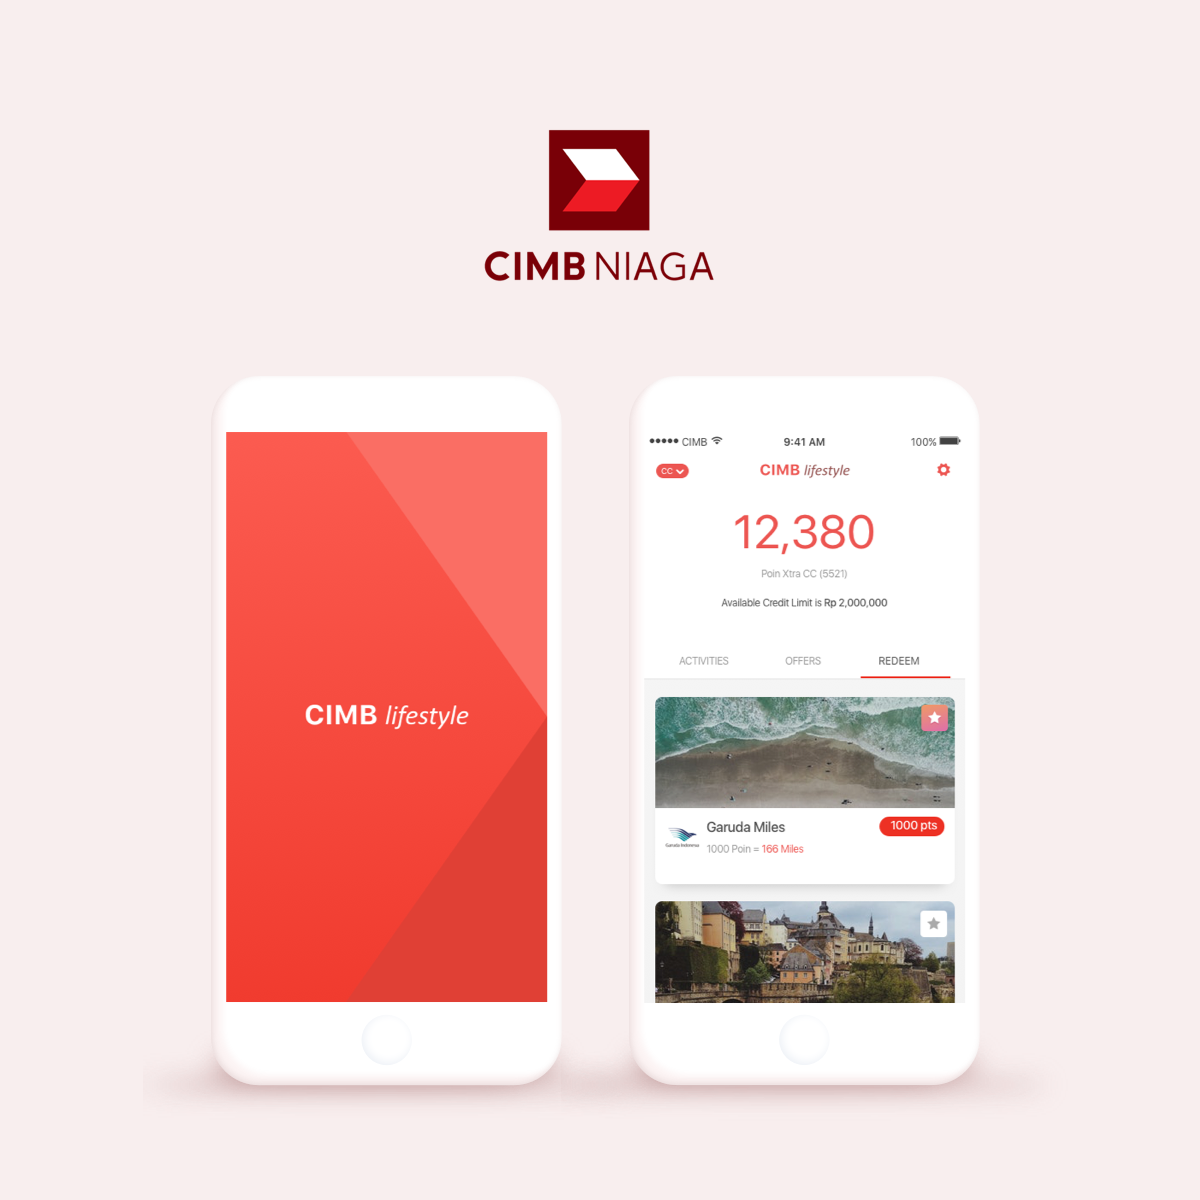 CIMB NIAGA
CIMB lifestyle
CIMB
9:41 AM
100%
CC
CIMB lifestyle
12,380
Poin Xtra CC (5521)
Available Credit Limit is Rp 2,000,000
ACTIVITIES
OFFERS
REDEEM
Garuda Miles
1000 pts
Garuda Indonesia
1000 Poin = 166 Miles